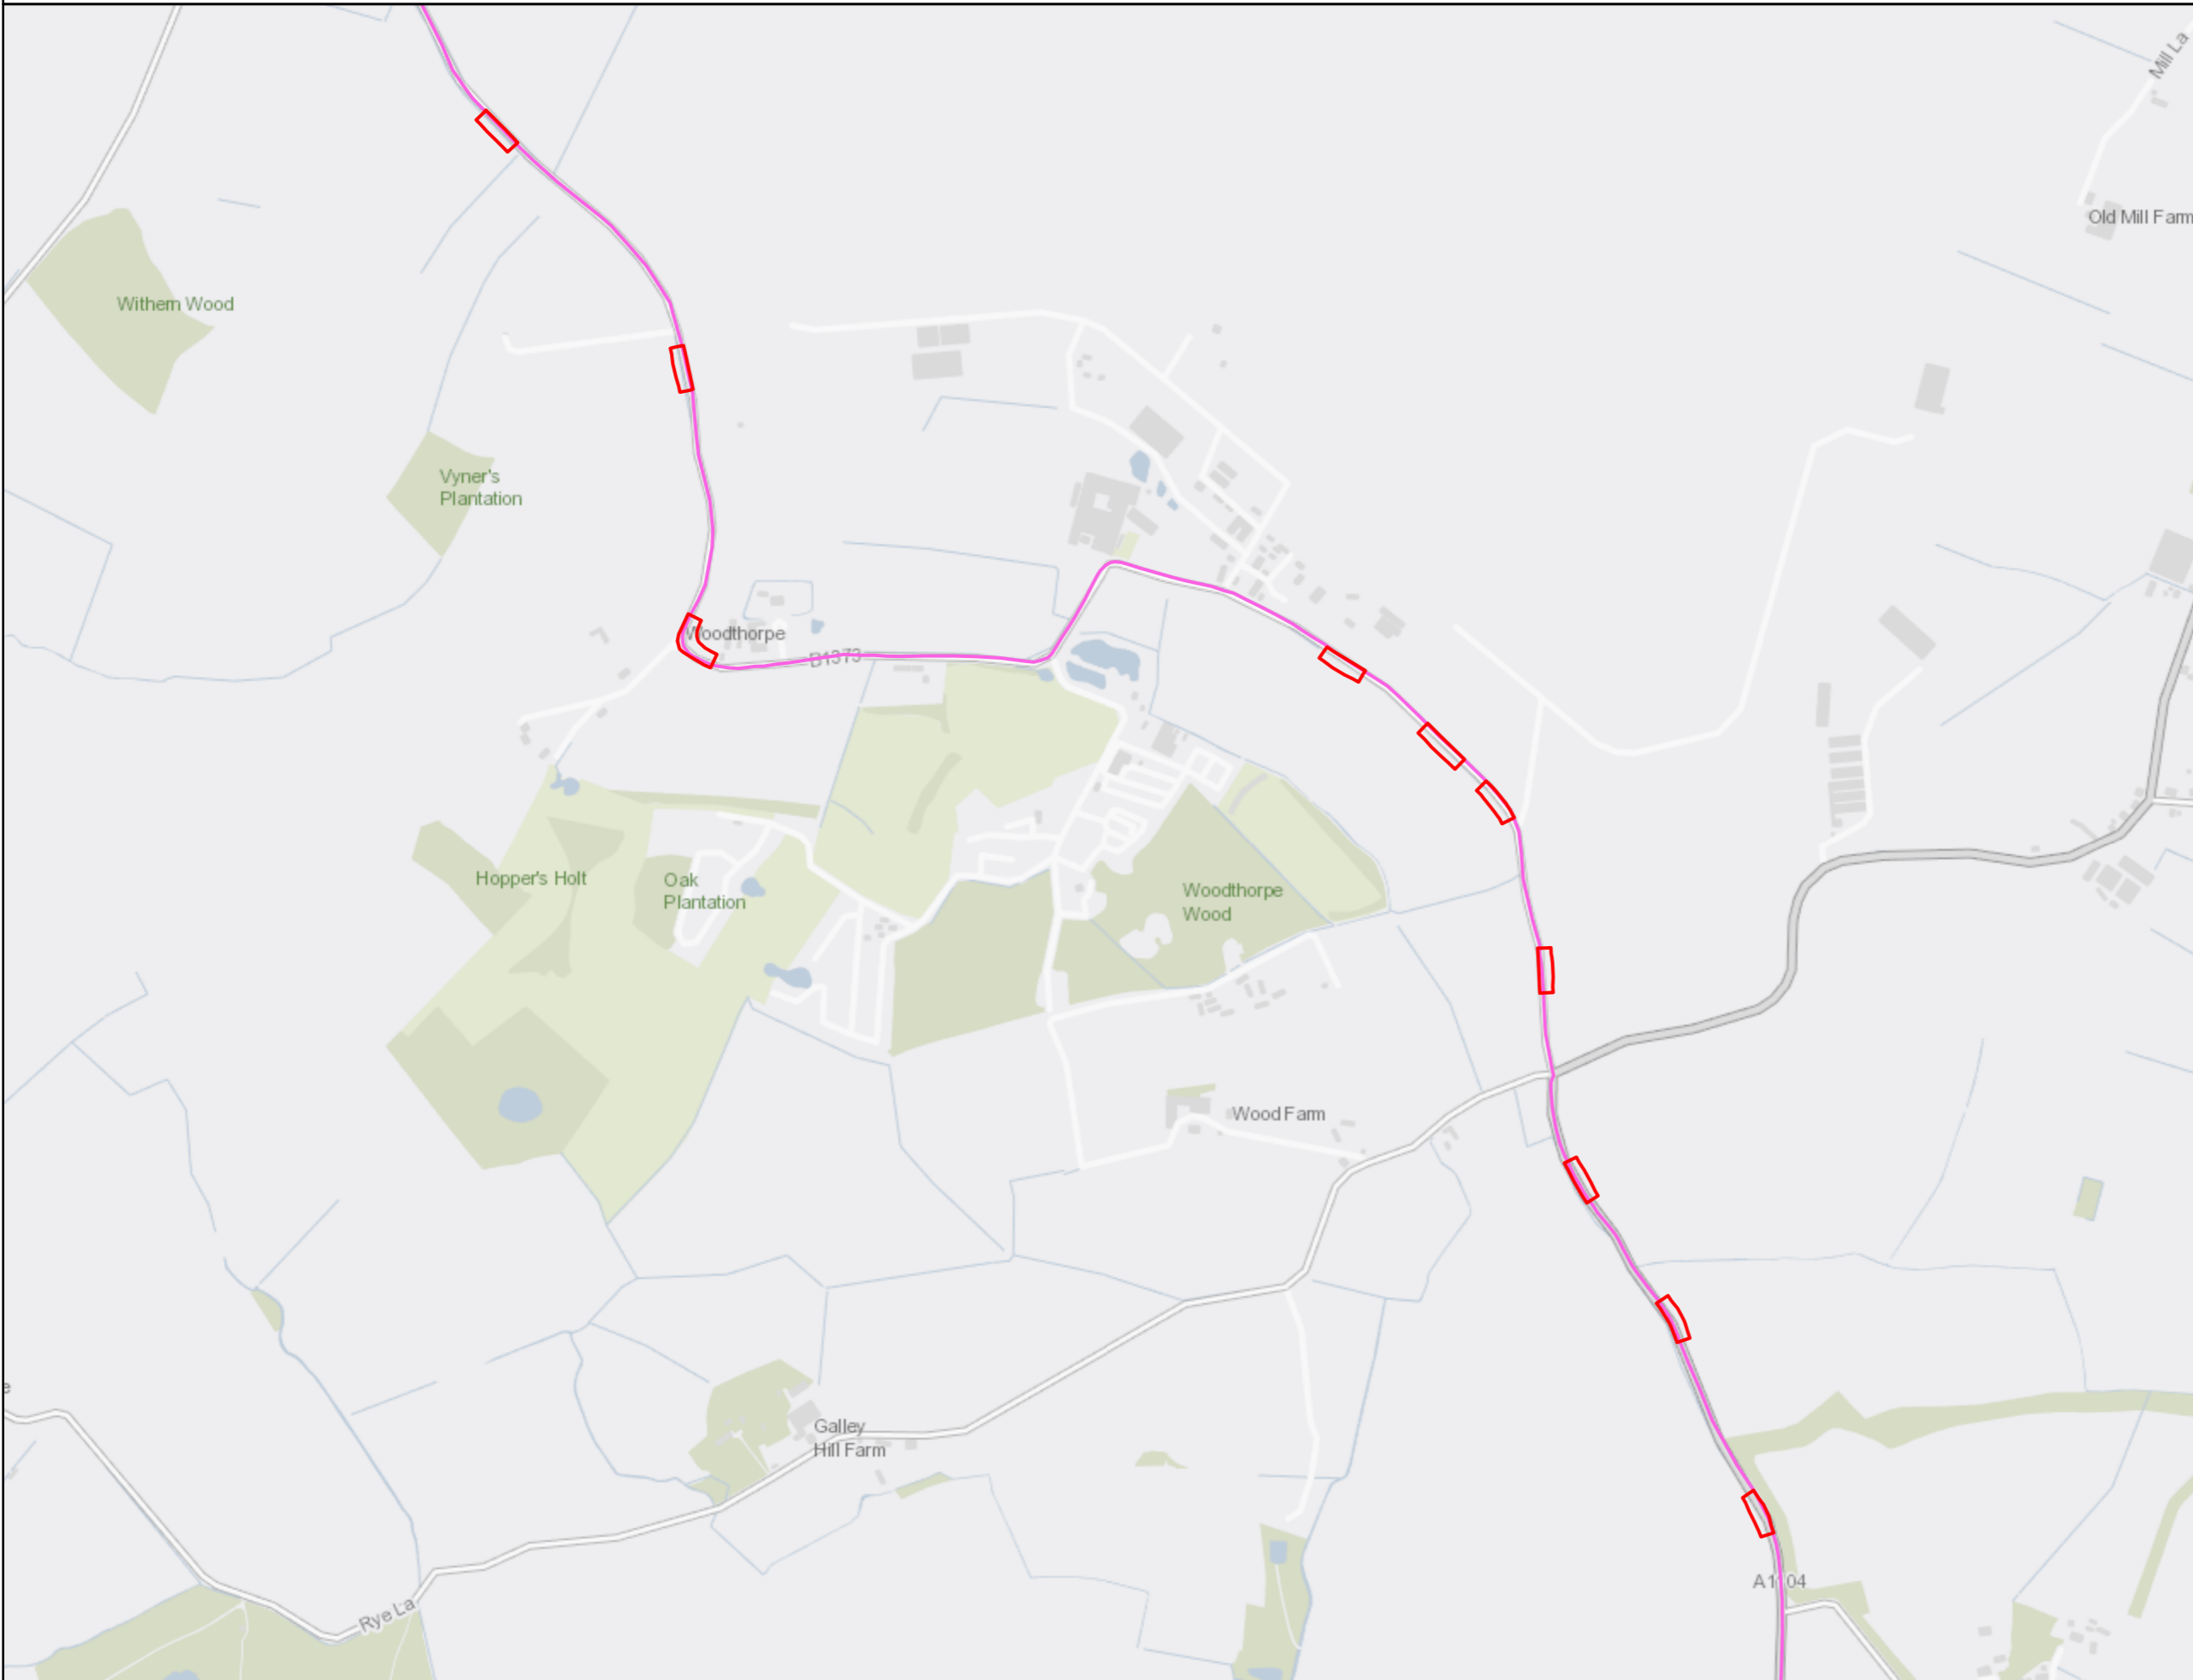 Mill La
Old Mill Farm
Withern Wood
Vyner's
Plantation
Woodthorpe
B1373
Hopper's Holt
Oak
Plantation
Woodthorpe
Wood
Wood Farm
Galley
Hill Farm
A1104
Rye La